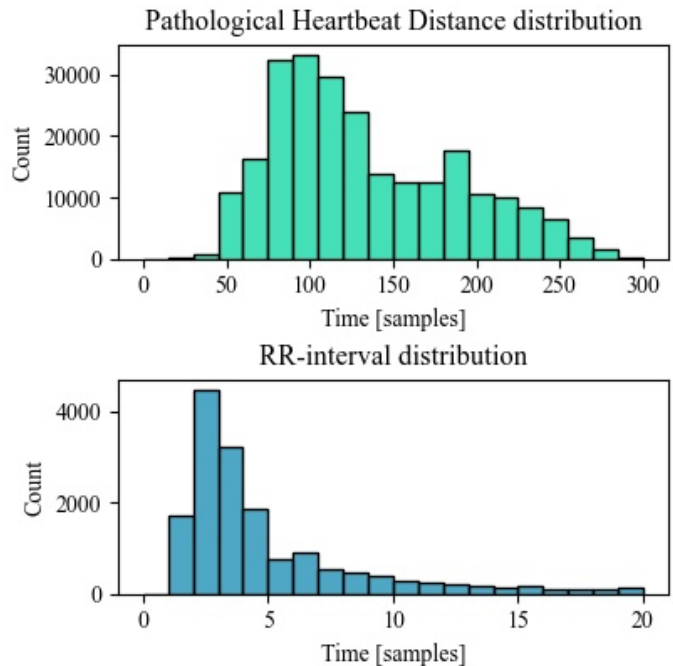 Pathological Heartbeat Distance distribution
30000
20000
10000
0
Count
0 50 100 150 200 250 300
Time [samples]
RR-interval distribution
4000
2000
0
Count
0 5 10 15 20
Time [samples]